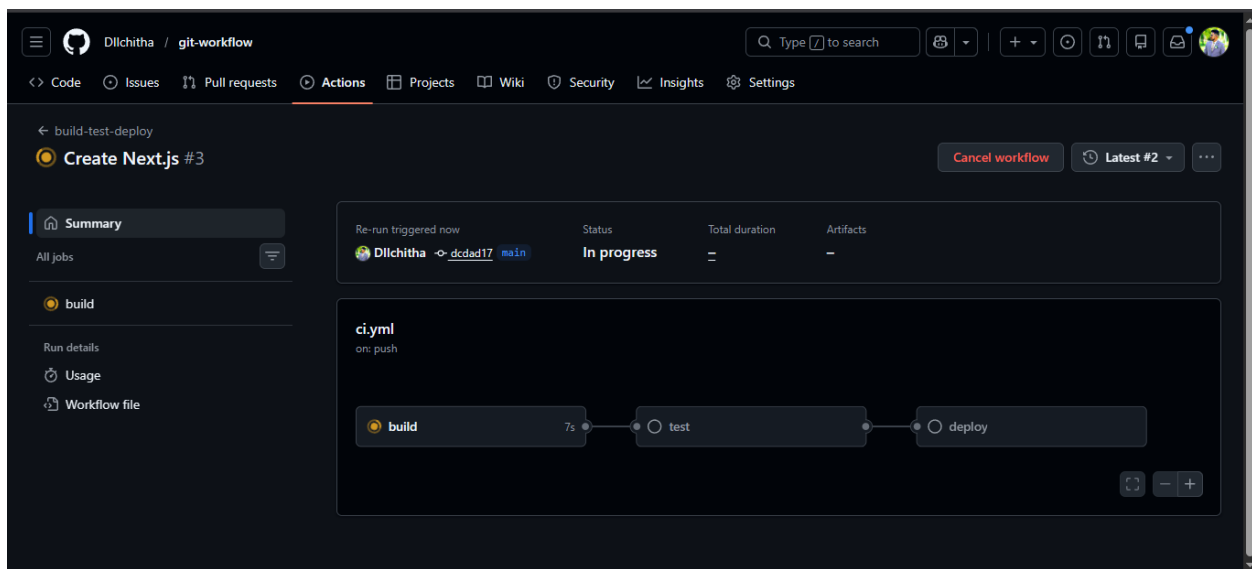 DIlchitha / git-workflow
Type / to search
Code Issues Pull requests Actions Projects Wiki Security Insights Settings
← build-test-deploy
Create Next.js #3
Cancel workflow
Latest #2
Summary
All jobs
build
Run details
Usage
Workflow file
Re-run triggered now Status Total duration Artifacts
DIlchitha dcdad17 main In progress – –
ci.yml
on: push
build 7s test deploy